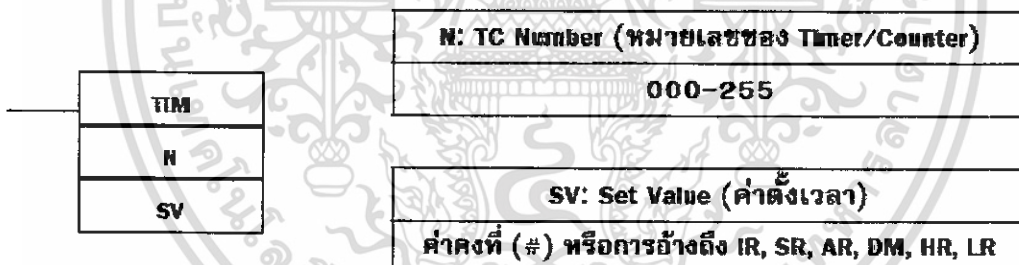 TIM
N
SV
N: TC Number (หมายเลขของ Timer/Counter)
000-255
SV: Set Value (ค่าตั้งเวลา)
ค่าคงที่ (#) หรือการอ้างถึง IR, SR, AR, DM, HR, LR